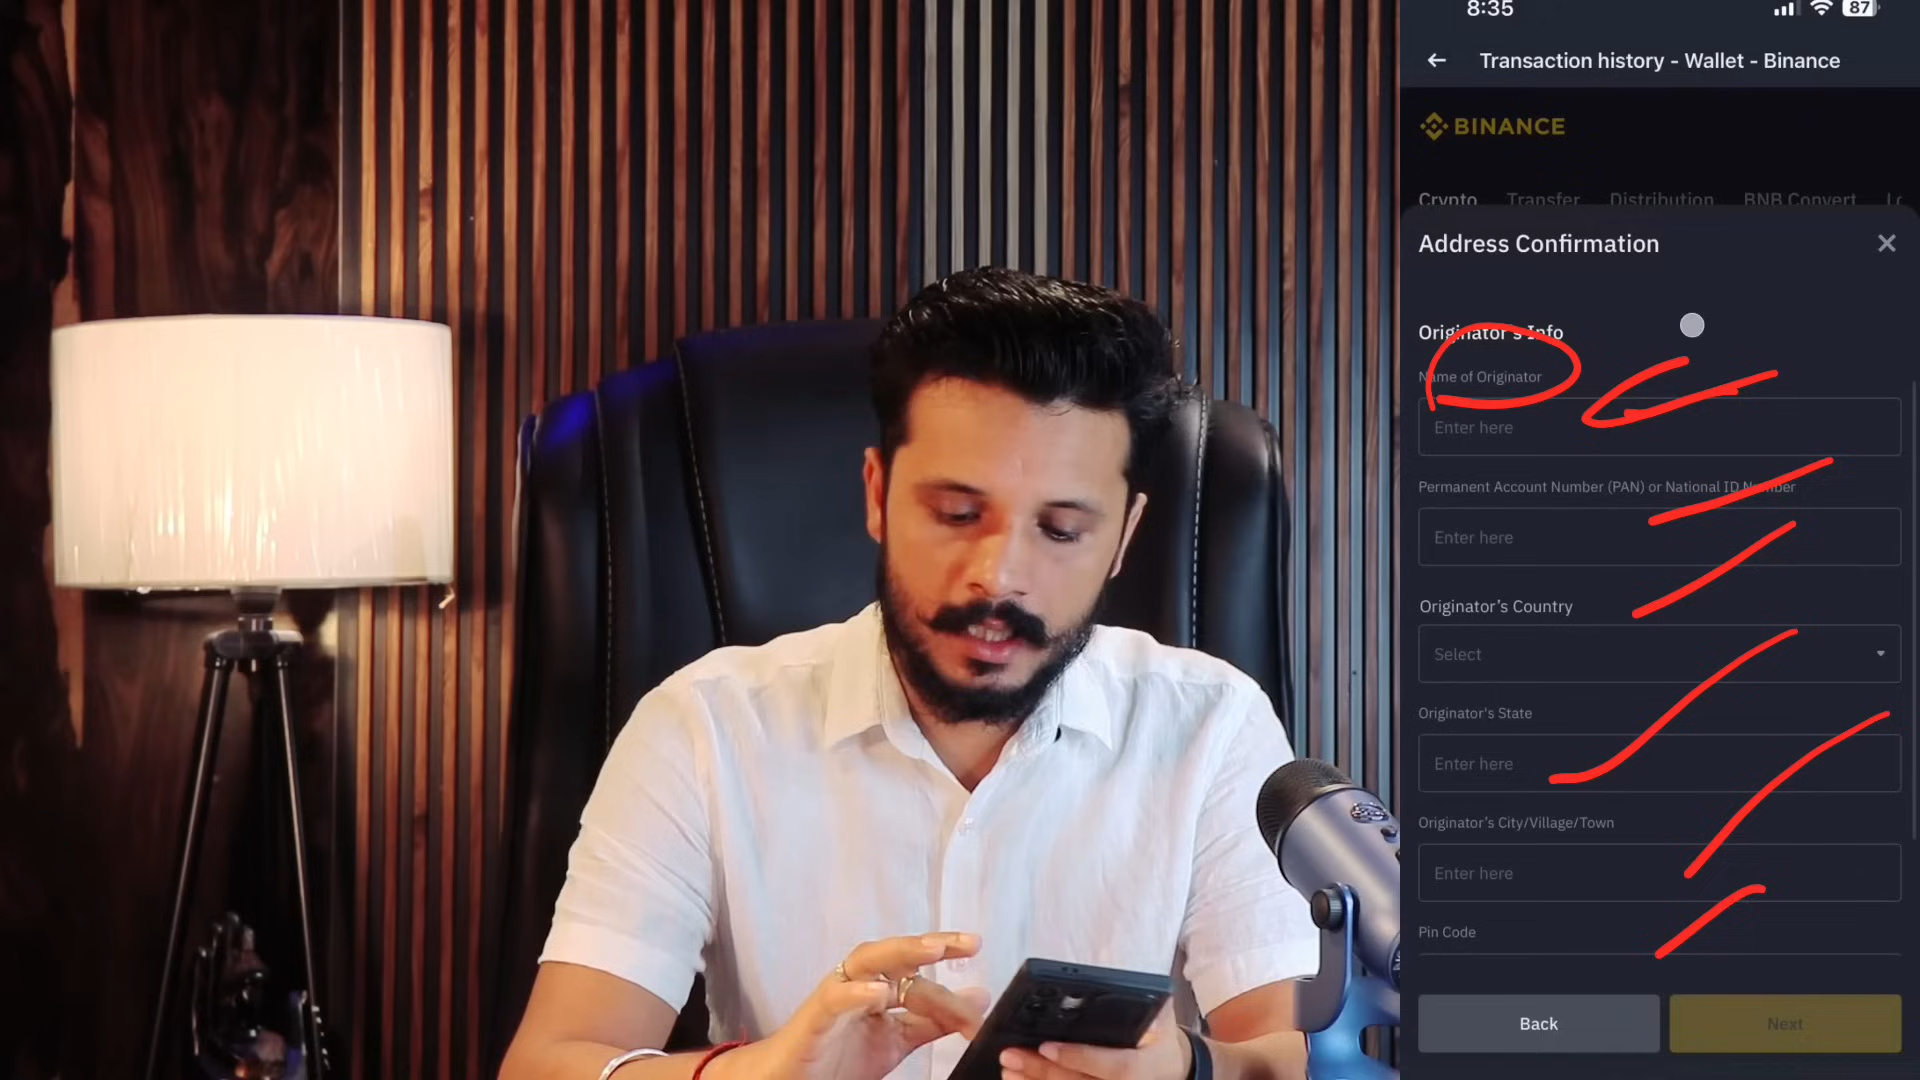 8:35
87
Transaction history - Wallet - Binance
BINANCE
Crypto Transfer Distribution BNB Convert
Address Confirmation
Originator's Info
Name of Originator
Enter here
Permanent Account Number (PAN) or National ID Number
Enter here
Originator's Country
Select
Originator's State
Enter here
Originator's City/Village/Town
Enter here
Pin Code
Back
Next